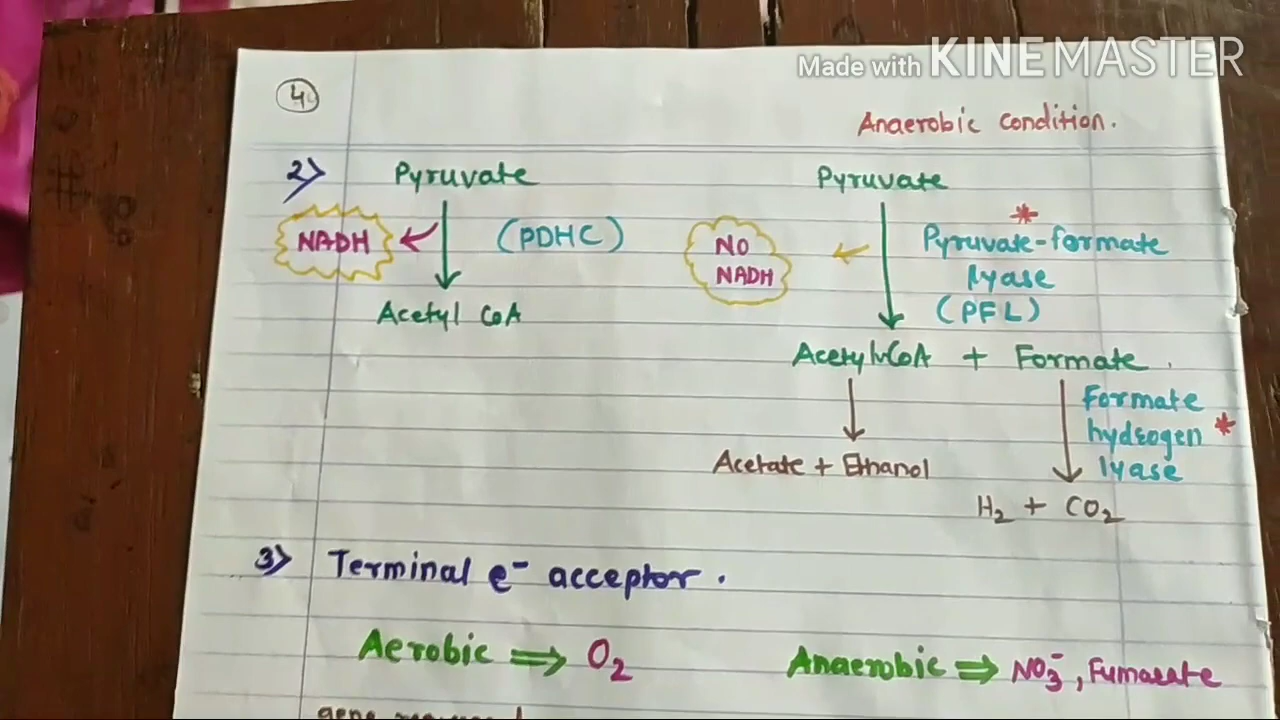 Made with KINEMASTER
4
Anaerobic condition.
2> Pyruvate
NADH
(PDHC)
Acetyl CoA
Pyruvate
NO
NADH
*
Pyruvate-formate
lyase
(PFL)
Acetyl CoA + Formate.
Formate
hydrogen *
lyase
Acetate + Ethanol
H₂ + CO₂
3> Terminal e⁻ acceptor.
Aerobic ⇒ O₂
Anaerobic ⇒ NO₃⁻, Fumarate